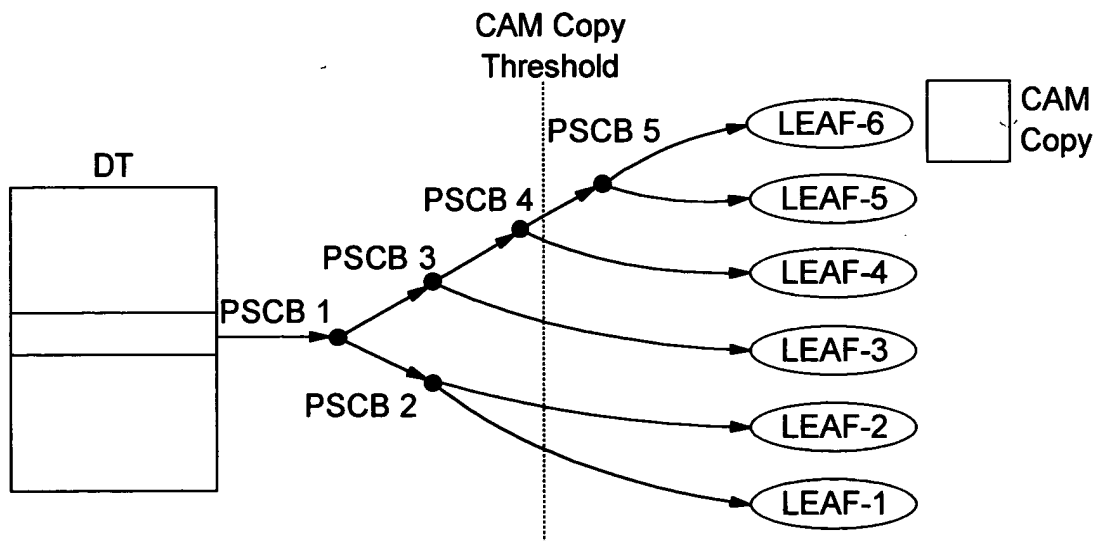 CAM Copy
Threshold
PSCB 5
LEAF-6
CAM
Copy
DT
PSCB 4
LEAF-5
PSCB 3
LEAF-4
PSCB 1
LEAF-3
PSCB 2
LEAF-2
LEAF-1